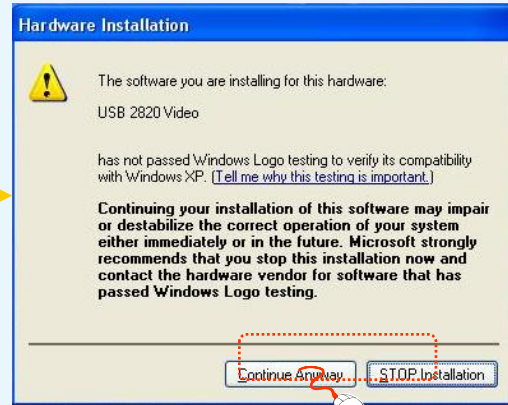 Hardware Installation
The software you are installing for this hardware:
USB 2820 Video
has not passed Windows Logo testing to verify its compatibility
with Windows XP. (Tell me why this testing is important.)
Continuing your installation of this software may impair
or destabilize the correct operation of your system
either immediately or in the future. Microsoft strongly
recommends that you stop this installation now and
contact the hardware vendor for software that has
passed Windows Logo testing.
Continue Anyway STOP Installation